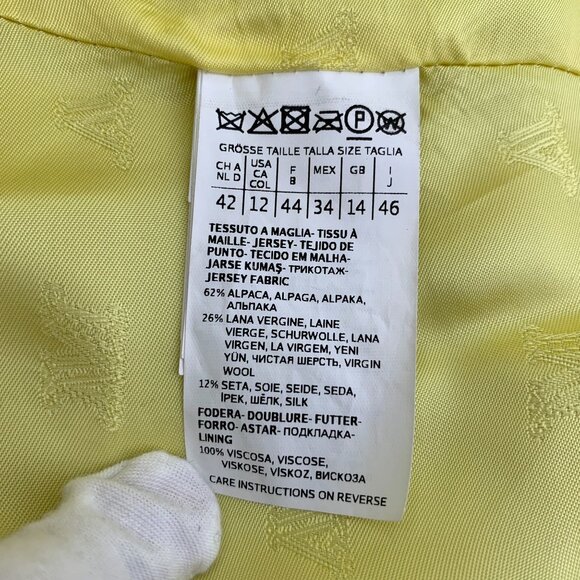 P W
GRÖSSE TAILLE TALLA SIZE TAGLIA
CH A NL D USA CA COL F B MEX GB I J
42 12 44 34 14 46
TESSUTO A MAGLIA- TISSU À
MAILLE- JERSEY- TEJIDO DE
PUNTO- TECIDO EM MALHA-
JARSE KUMAŞ- ТРИКОТАЖ-
JERSEY FABRIC
62% ALPACA, ALPAGA, ALPAKA,
АЛЬПАКА
26% LANA VERGINE, LAINE
VIERGE, SCHURWOLLE, LANA
VIRGEN, LA VIRGEM, YENI
YÜN, ЧИСТАЯ ШЕРСТЬ, VIRGIN
WOOL
12% SETA, SOIE, SEIDE, SEDA,
İPEK, ШЁЛК, SILK
FODERA- DOUBLURE- FUTTER-
FORRO- ASTAR- ПОДКЛАДКА-
LINING
100% VISCOSA, VISCOSE,
VISKOSE, VİSKOZ, ВИСКОЗА
CARE INSTRUCTIONS ON REVERSE